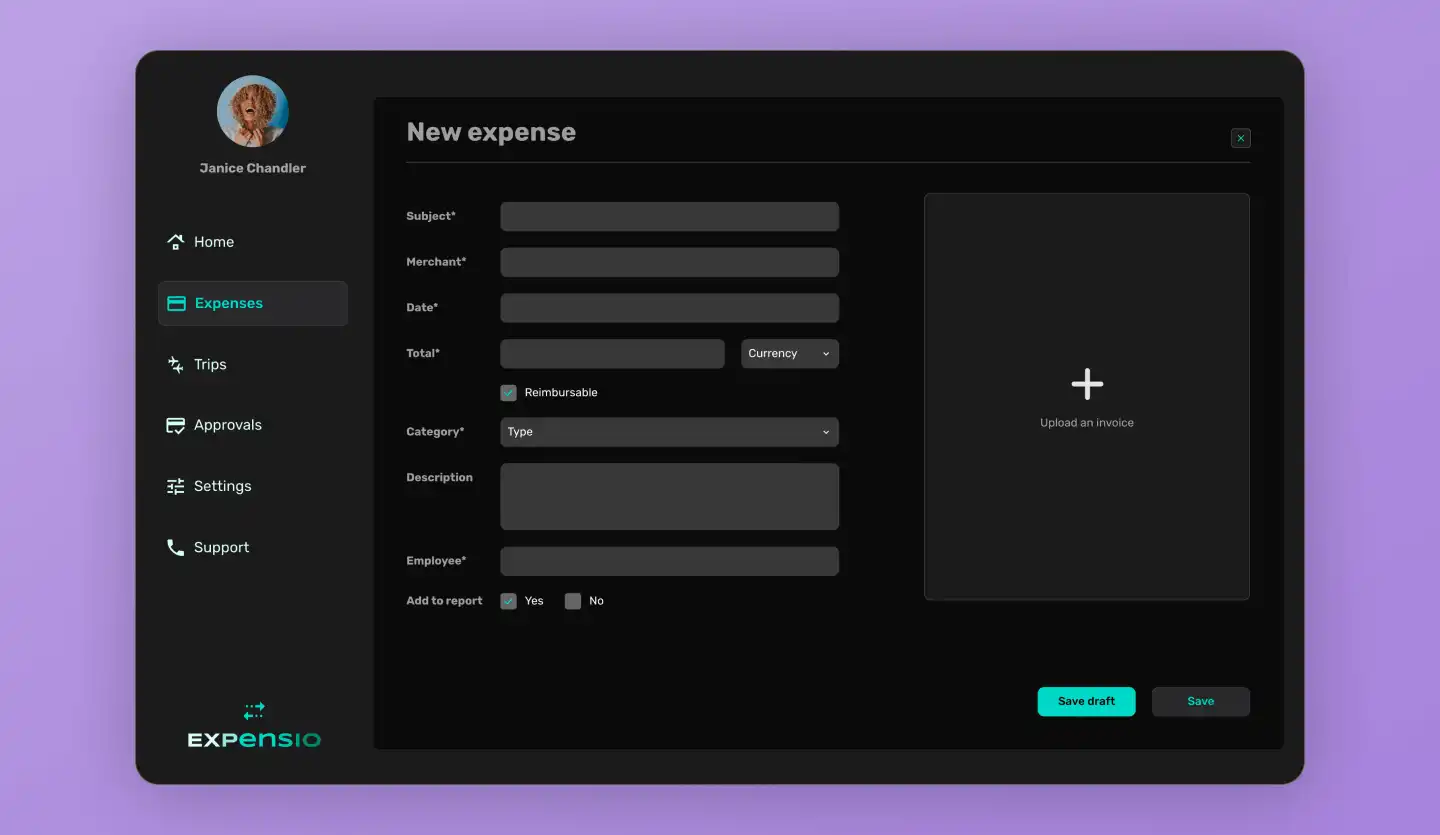 Janice Chandler
Home
Expenses
Trips
Approvals
Settings
Support
EXPENSIO
New expense
Subject*
Merchant*
Date*
Total*
Currency
Reimbursable
Category*
Type
Description
Employee*
Add to report
Yes
No
Upload an invoice
Save draft
Save